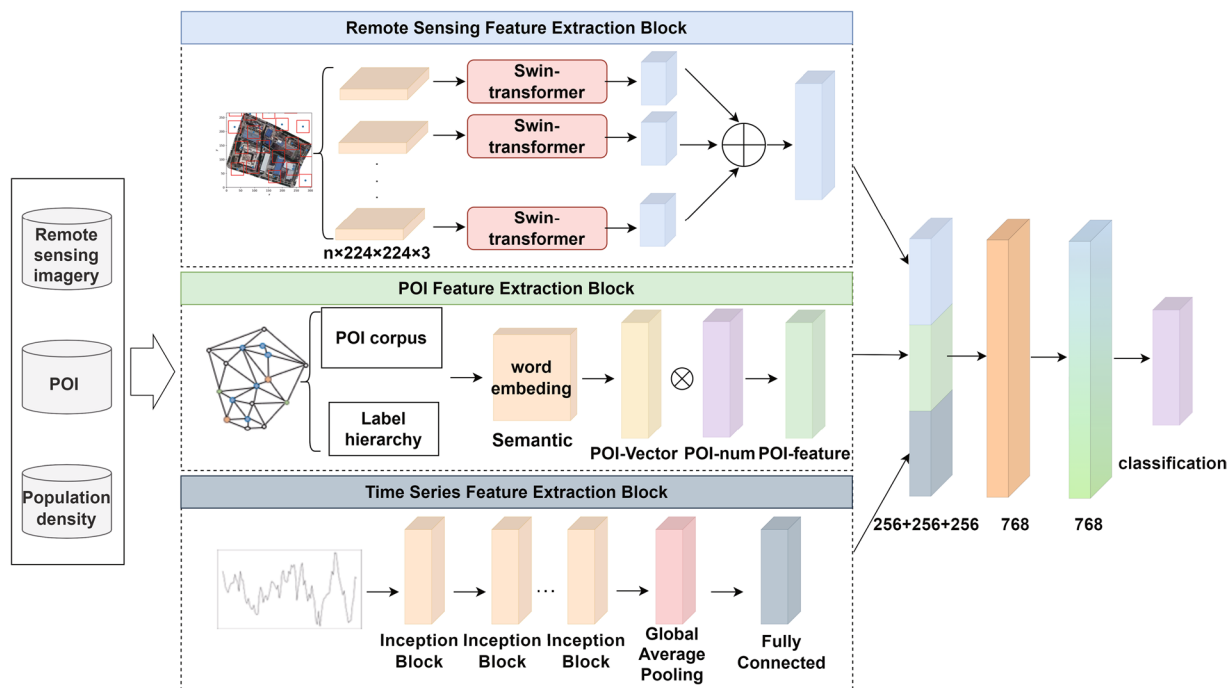 Remote Sensing Feature Extraction Block
Swin-
transformer
Swin-
transformer
Swin-
transformer
n×224×224×3
Remote
sensing
imagery
POI
Population
density
POI Feature Extraction Block
POI corpus
Label
hierarchy
word
embeding
Semantic
POI-Vector
POI-num
POI-feature
Time Series Feature Extraction Block
Inception
Block
Inception
Block
Inception
Block
Global
Average
Pooling
Fully
Connected
256+256+256
768
768
classification